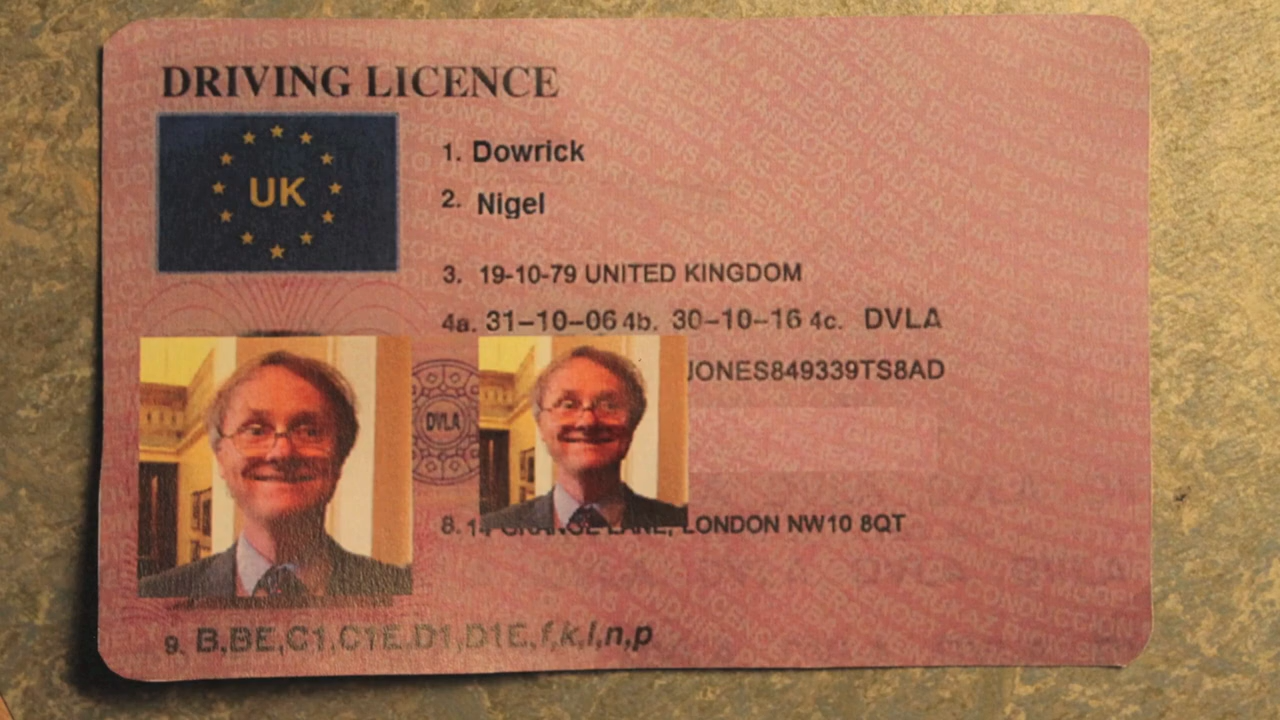 DRIVING LICENCE
UK
1. Dowrick
2. Nigel
3. 19-10-79 UNITED KINGDOM
4a. 31-10-06 4b. 30-10-16 4c. DVLA
JONES849339TS8AD
DVLA
8. LANE, LONDON NW10 8QT
9. B,BE,C1,C1E,D1,D1E,f,k,l,n,p